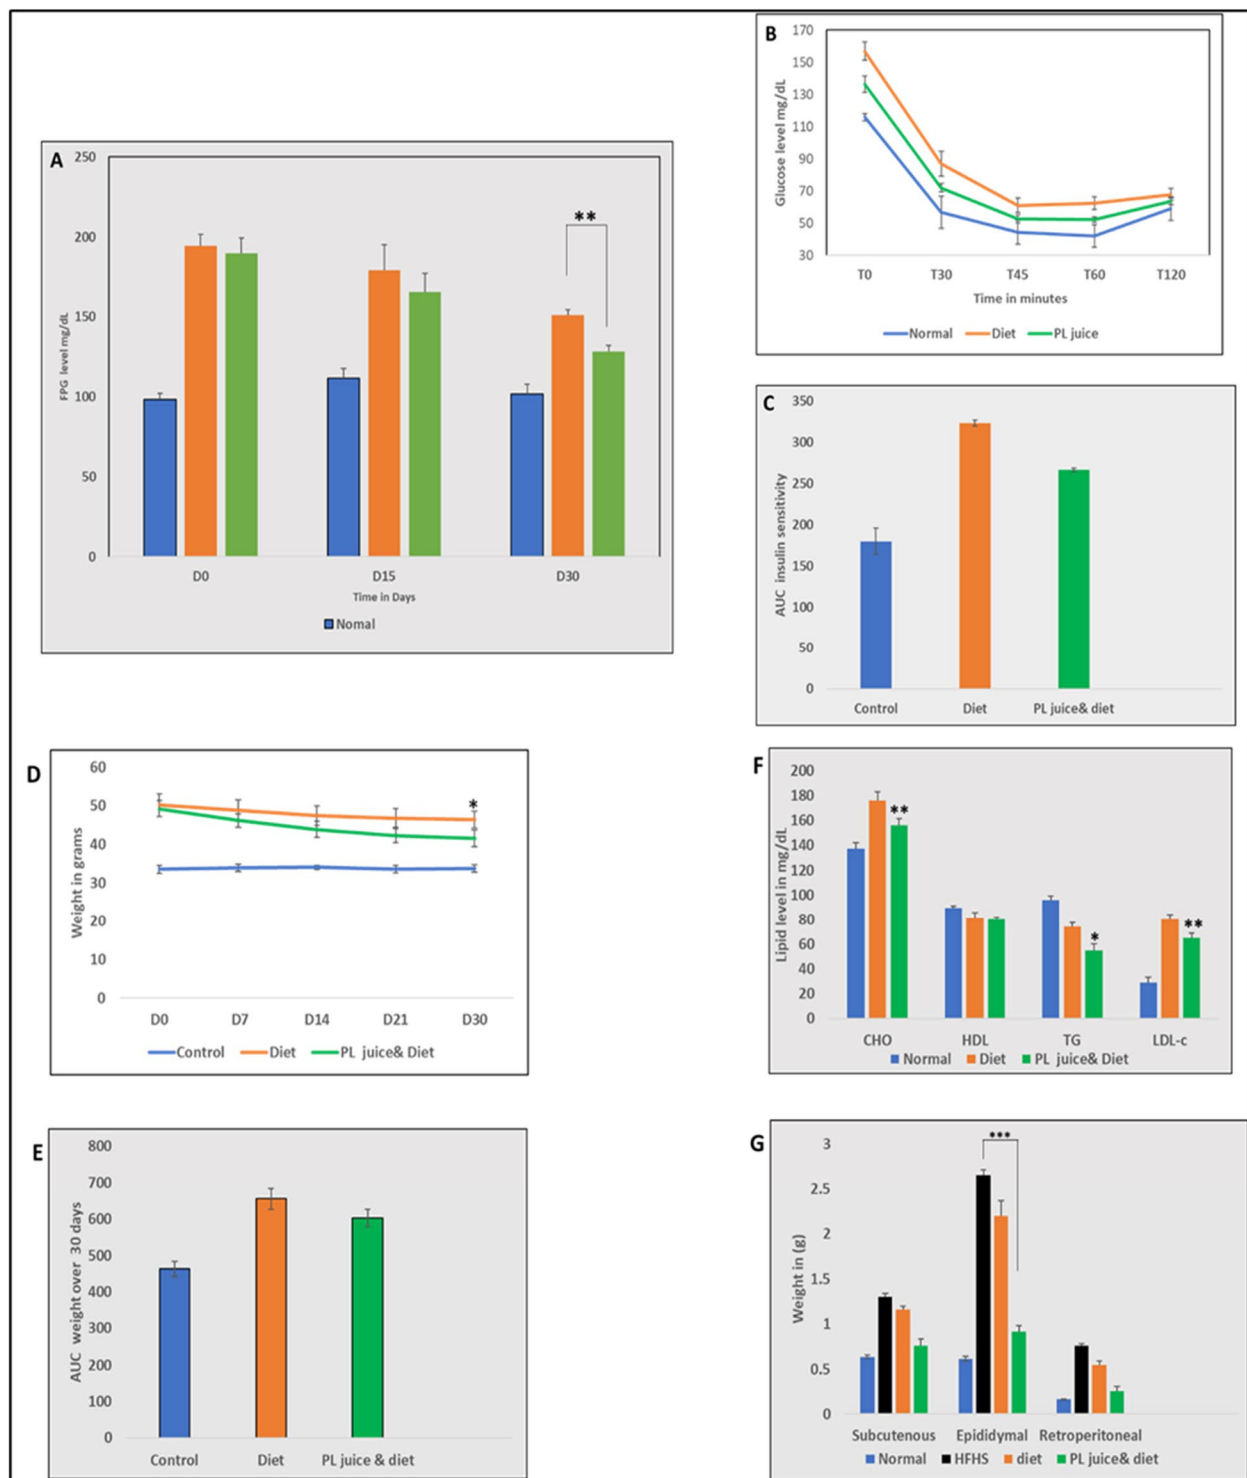 A
250
200
150
100
50
0
FPG level mg/dL
**
D0 D15 D30
Time in Days
Nomal
B
170
150
130
110
90
70
50
30
Glucose level mg/dL
T0 T30 T45 T60 T120
Time in minutes
Normal Diet PL juice
C
350
300
250
200
150
100
50
0
AUC insulin sensitivity
Control Diet PL juice& diet
D
60
50
40
30
20
10
0
Weight in grams
*
D0 D7 D14 D21 D30
Control Diet PL juice& Diet
F
200
180
160
140
120
100
80
60
40
20
0
Lipid level in mg/dL
**
*
**
CHO HDL TG LDL-c
Normal Diet PL juice& Diet
E
800
700
600
500
400
300
200
100
0
AUC weight over 30 days
Control Diet PL juice & diet
G
3
2.5
2
1.5
1
0.5
0
Weight in (g)
***
Subcutenous Epididymal Retroperitoneal
Normal HFHS diet PL juice& diet